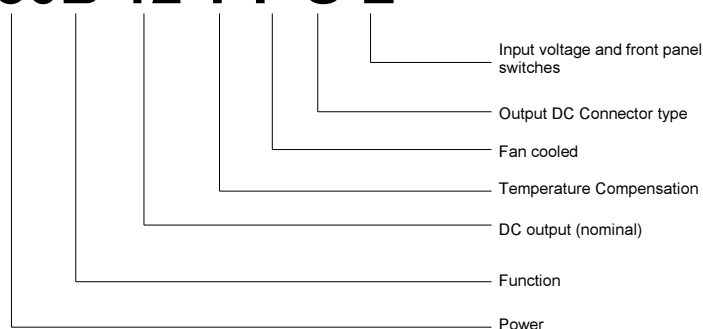 Input voltage and front panel
switches
Output DC Connector type
Fan cooled
Temperature Compensation
DC output (nominal)
Function
Power